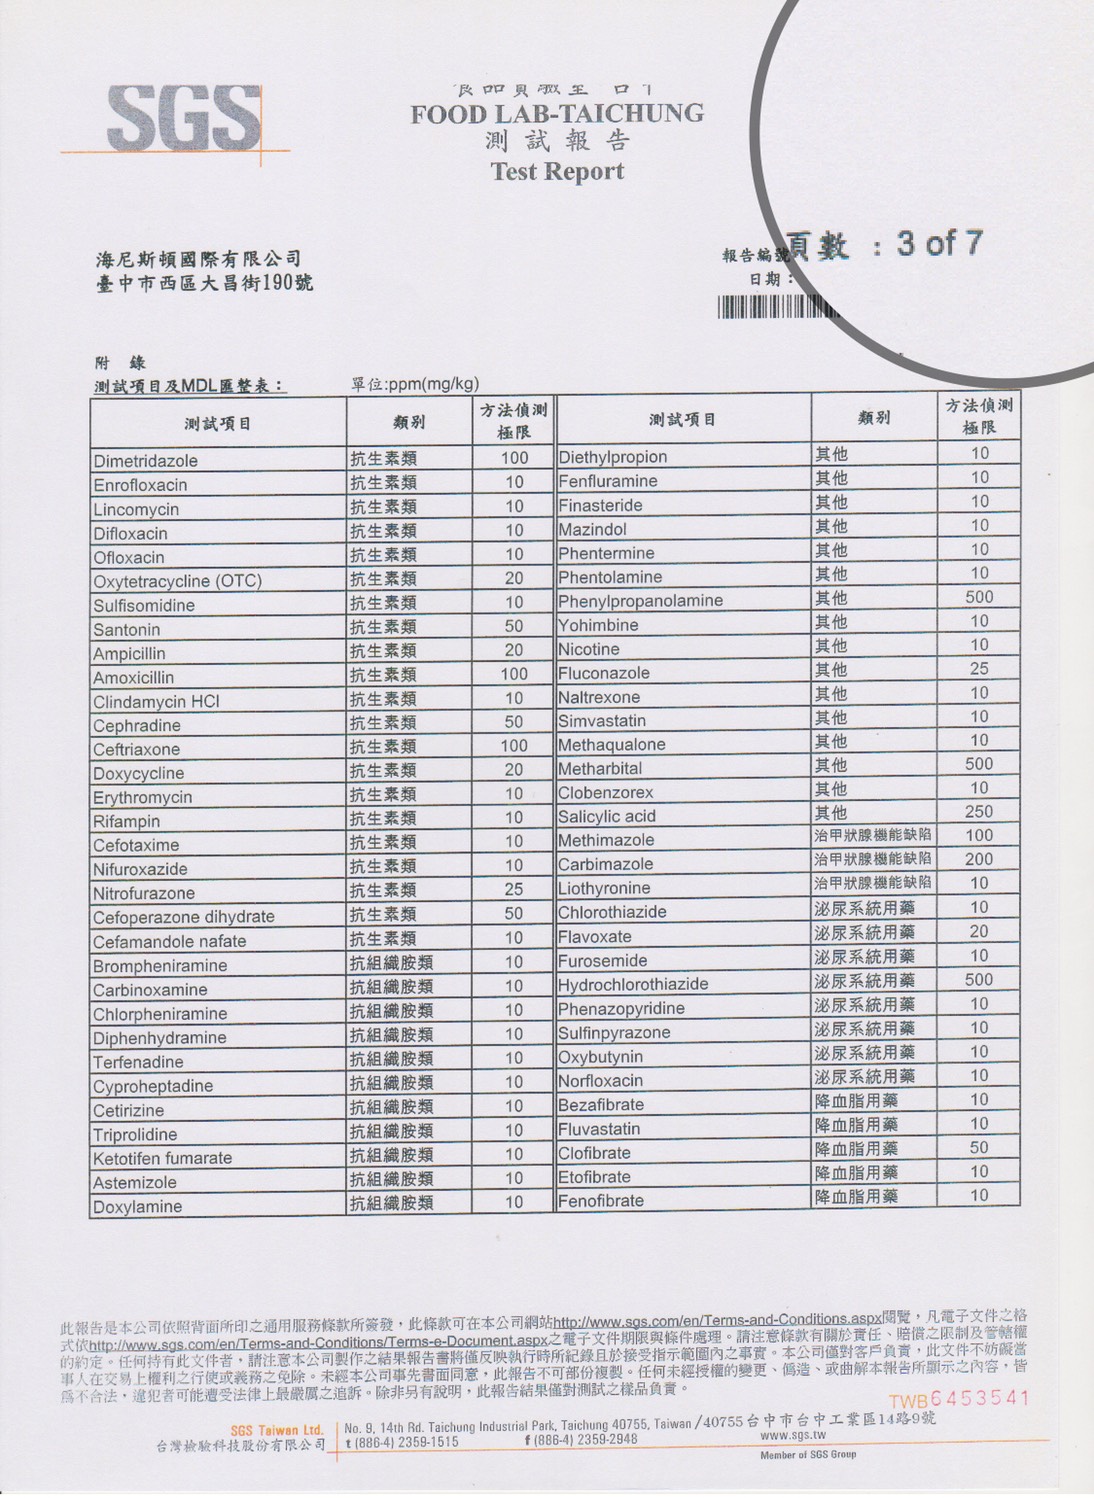 SGS
FOOD LAB-TAICHUNG
測試報告
Test Report
海尼斯頓國際有限公司
臺中市西區大昌街190號
報告編號
頁數 : 3 of 7
日期:
附 錄
測試項目及MDL匯整表: 單位:ppm(mg/kg)
測試項目 類別 方法偵測極限 測試項目 類別 方法偵測極限
Dimetridazole 抗生素類 100 Diethylpropion 其他 10
Enrofloxacin 抗生素類 10 Fenfluramine 其他 10
Lincomycin 抗生素類 10 Finasteride 其他 10
Difloxacin 抗生素類 10 Mazindol 其他 10
Ofloxacin 抗生素類 10 Phentermine 其他 10
Oxytetracycline (OTC) 抗生素類 20 Phentolamine 其他 10
Sulfisomidine 抗生素類 10 Phenylpropanolamine 其他 500
Santonin 抗生素類 50 Yohimbine 其他 10
Ampicillin 抗生素類 20 Nicotine 其他 10
Amoxicillin 抗生素類 100 Fluconazole 其他 25
Clindamycin HCl 抗生素類 10 Naltrexone 其他 10
Cephradine 抗生素類 50 Simvastatin 其他 10
Ceftriaxone 抗生素類 100 Methaqualone 其他 10
Doxycycline 抗生素類 20 Metharbital 其他 500
Erythromycin 抗生素類 10 Clobenzorex 其他 10
Rifampin 抗生素類 10 Salicylic acid 其他 250
Cefotaxime 抗生素類 10 Methimazole 治甲狀腺機能缺陷 100
Nifuroxazide 抗生素類 10 Carbimazole 治甲狀腺機能缺陷 200
Nitrofurazone 抗生素類 25 Liothyronine 治甲狀腺機能缺陷 10
Cefoperazone dihydrate 抗生素類 50 Chlorothiazide 泌尿系統用藥 10
Cefamandole nafate 抗生素類 10 Flavoxate 泌尿系統用藥 20
Brompheniramine 抗組織胺類 10 Furosemide 泌尿系統用藥 10
Carbinoxamine 抗組織胺類 10 Hydrochlorothiazide 泌尿系統用藥 500
Chlorpheniramine 抗組織胺類 10 Phenazopyridine 泌尿系統用藥 10
Diphenhydramine 抗組織胺類 10 Sulfinpyrazone 泌尿系統用藥 10
Terfenadine 抗組織胺類 10 Oxybutynin 泌尿系統用藥 10
Cyproheptadine 抗組織胺類 10 Norfloxacin 泌尿系統用藥 10
Cetirizine 抗組織胺類 10 Bezafibrate 降血脂用藥 10
Triprolidine 抗組織胺類 10 Fluvastatin 降血脂用藥 10
Ketotifen fumarate 抗組織胺類 10 Clofibrate 降血脂用藥 50
Astemizole 抗組織胺類 10 Etofibrate 降血脂用藥 10
Doxylamine 抗組織胺類 10 Fenofibrate 降血脂用藥 10
此報告是本公司依照背面所印之通用服務條款所簽發，此條款可在本公司網站http://www.sgs.com/en/Terms-and-Conditions.aspx閱覽，凡電子文件之格
式依http://www.sgs.com/en/Terms-and-Conditions/Terms-e-Document.aspx之電子文件期限與條件處理。請注意條款有關於責任、賠償之限制及管轄權
的約定。任何持有此文件者，請注意本公司製作之結果報告書將僅反映執行時所紀錄且於接受指示範圍內之事實。本公司僅對客戶負責，此文件不妨礙當
事人在交易上權利之行使或義務之免除。未經本公司事先書面同意，此報告不可部份複製。任何未經授權的變更、偽造、或曲解本報告所顯示之內容，皆
為不合法，違犯者可能遭受法律上最嚴厲之追訴。除非另有說明，此報告結果僅對測試之樣品負責。
TWB6453541
SGS Taiwan Ltd. No. 9, 14th Rd. Taichung Industrial Park, Taichung 40755, Taiwan /40755台中市台中工業區14路9號
台灣檢驗科技股份有限公司 t (886-4) 2359-1515 f (886-4) 2359-2948 www.sgs.tw
Member of SGS Group